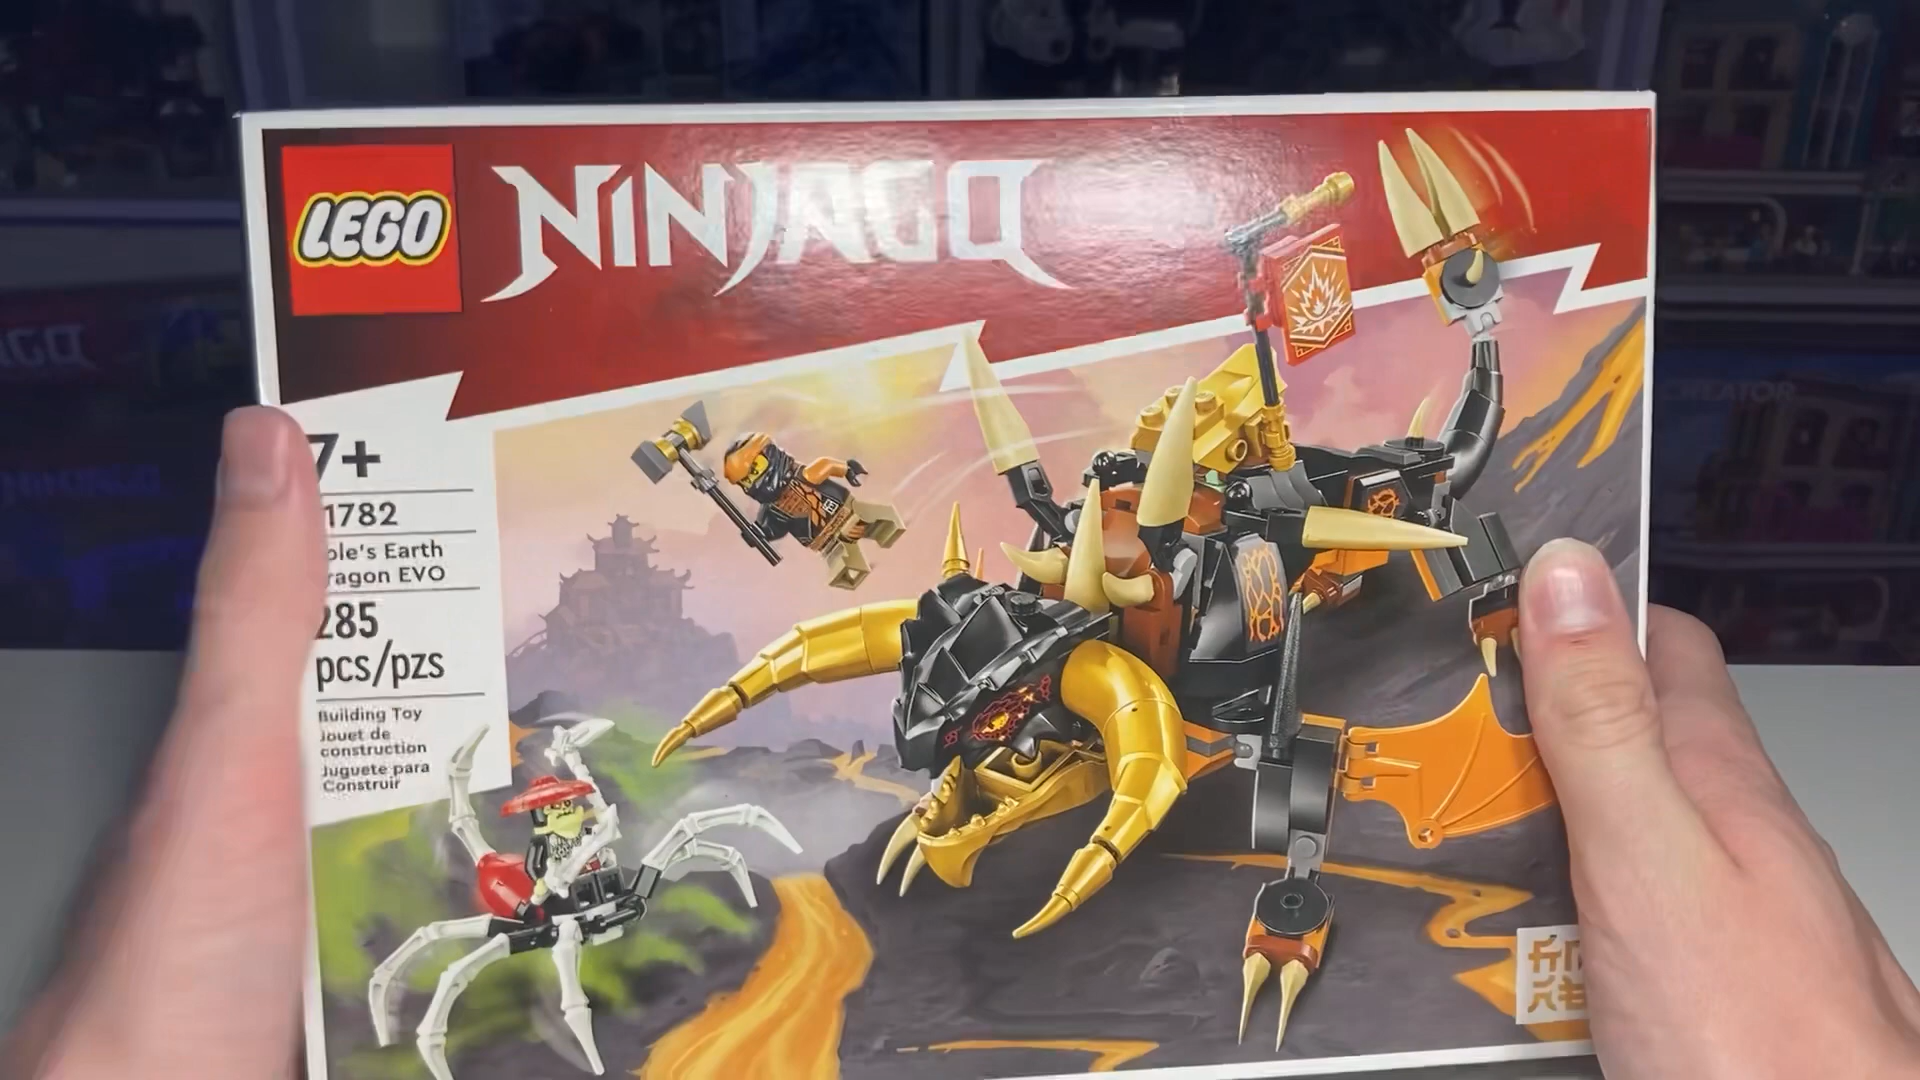 LEGO
NINJAGO
7+
1782
ole's Earth
ragon EVO
285
pcs/pzs
Building Toy
Jouet de
construction
Juguete para
Construir
CREATOR